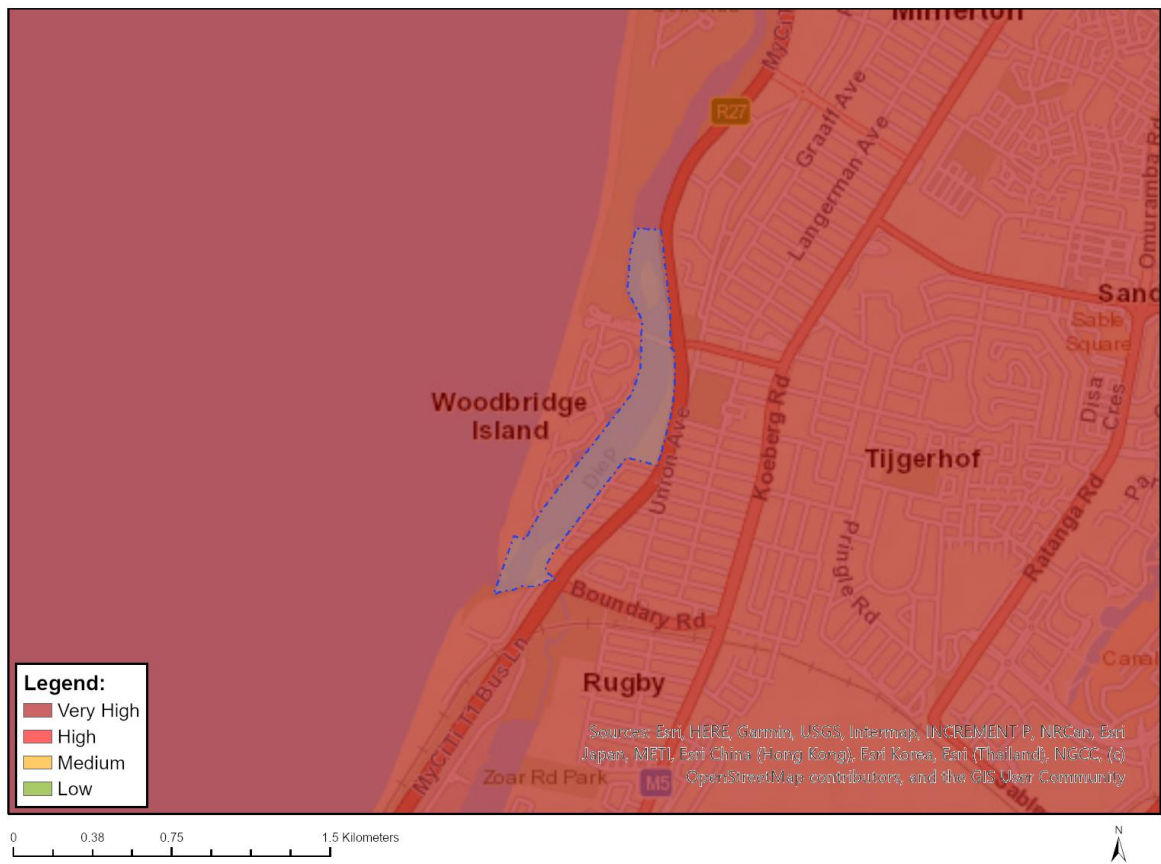 Milnerton
MyCiTi
R27
Graaff Ave
Langerman Ave
Omuramba Rd
Sand
Sable
Square
Disa
Cres
Woodbridge
Island
Diep
Union Ave
Koeberg Rd
Tijgerhof
Pa
Ratanga Rd
Pringle Rd
Boundary Rd
Canal
Rugby
MyCiTi T1 Bus Ln
Zoar Rd Park
M5
Sable
Legend:
Very High
High
Medium
Low
Sources: Esri, HERE, Garmin, USGS, Intermap, INCREMENT P, NRCan, Esri
Japan, METI, Esri China (Hong Kong), Esri Korea, Esri (Thailand), NGCC, (c)
OpenStreetMap contributors, and the GIS User Community
0 0.38 0.75 1.5 Kilometers
N